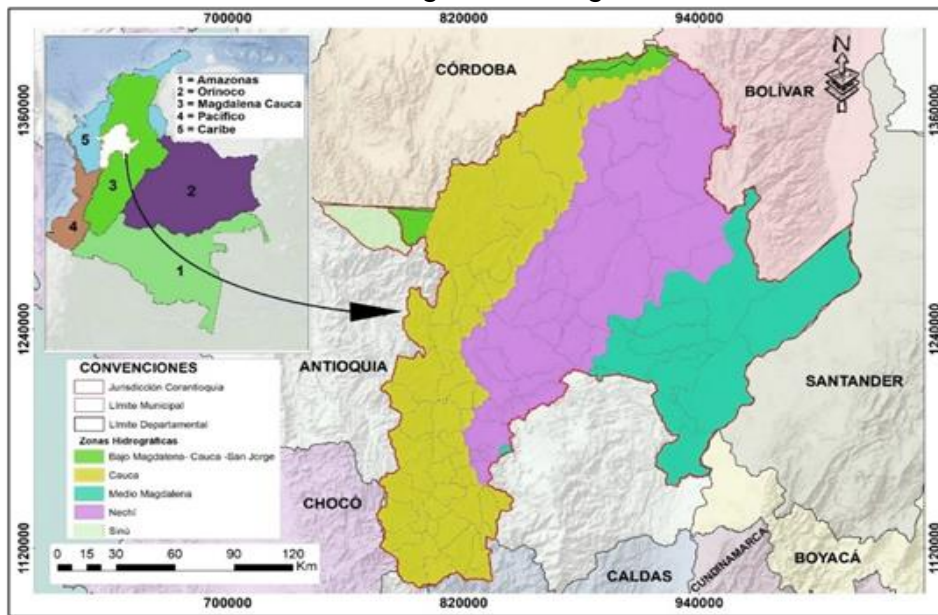 700000 820000 940000
1 = Amazonas
2 = Orinoco
3 = Magdalena Cauca
4 = Pacífico
5 = Caribe
5
3
2
4
1
CÓRDOBA
BOLÍVAR
N
1360000
1360000
1240000
1240000
ANTIOQUIA
SANTANDER
CONVENCIONES
Jurisdicción Corantioquia
Límite Municipal
Límite Departamental
Zonas Hidrográficas
Bajo Magdalena- Cauca -San Jorge
Cauca
Medio Magdalena
Nechí
Sinú
CHOCÓ
CALDAS
CUNDINAMARCA
BOYACÁ
1120000
1120000
0 15 30 60 90 120
Km
700000 820000 940000